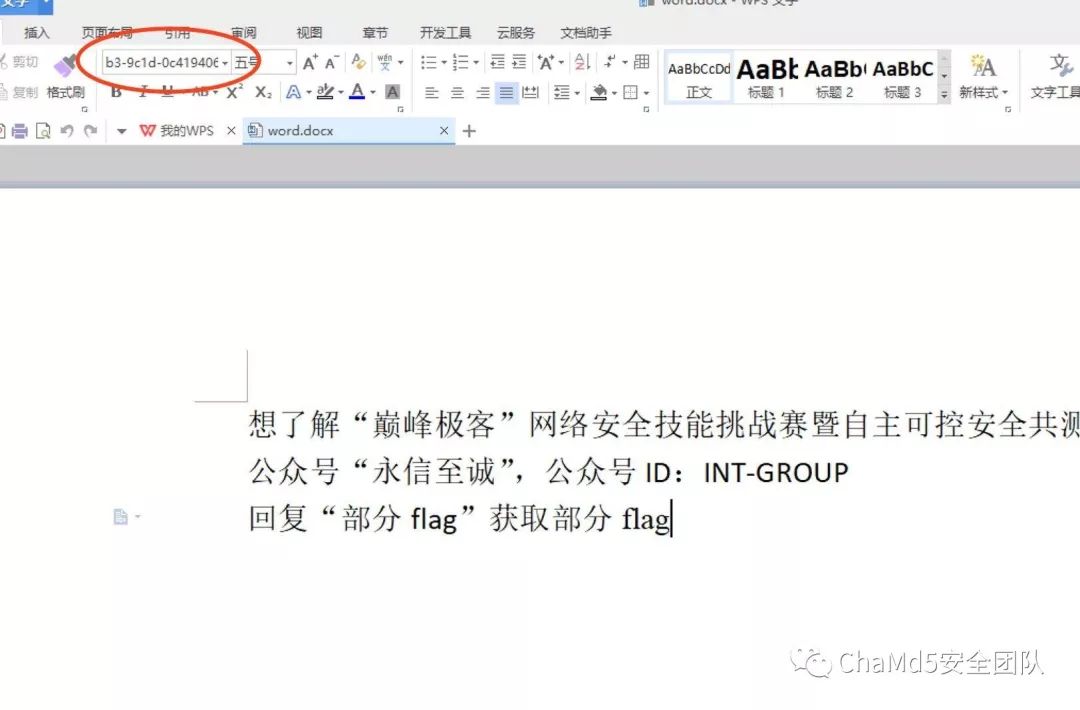 文字 word.docx - WPS 文字
插入 页面布局 引用 审阅 视图 章节 开发工具 云服务 文档助手
剪切 b3-9c1d-0c419406 五号
复制 格式刷 B I U AB X² X₂ A A A
AaBbCcDd AaBb AaBb AaBbC
正文 标题 1 标题 2 标题 3 新样式 文字工具
我的WPS × word.docx × +
想了解“巅峰极客”网络安全技能挑战赛暨自主可控安全共测
公众号“永信至诚”，公众号 ID：INT-GROUP
回复“部分 flag”获取部分 flag
ChaMd5安全团队